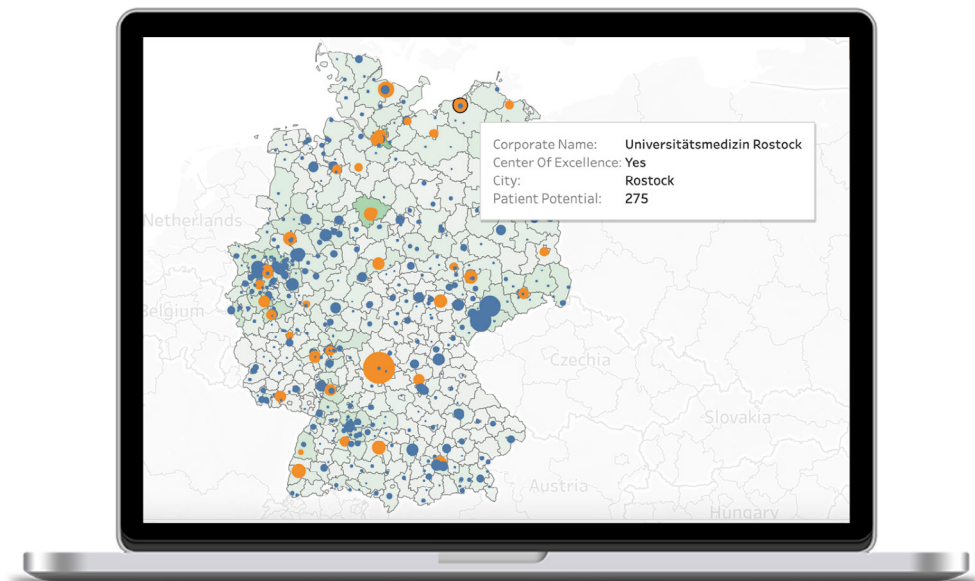 Corporate Name: Universitätsmedizin Rostock
Center Of Excellence: Yes
City: Rostock
Patient Potential: 275
Netherlands
Belgium
Czechia
Slovakia
Austria
Hungary